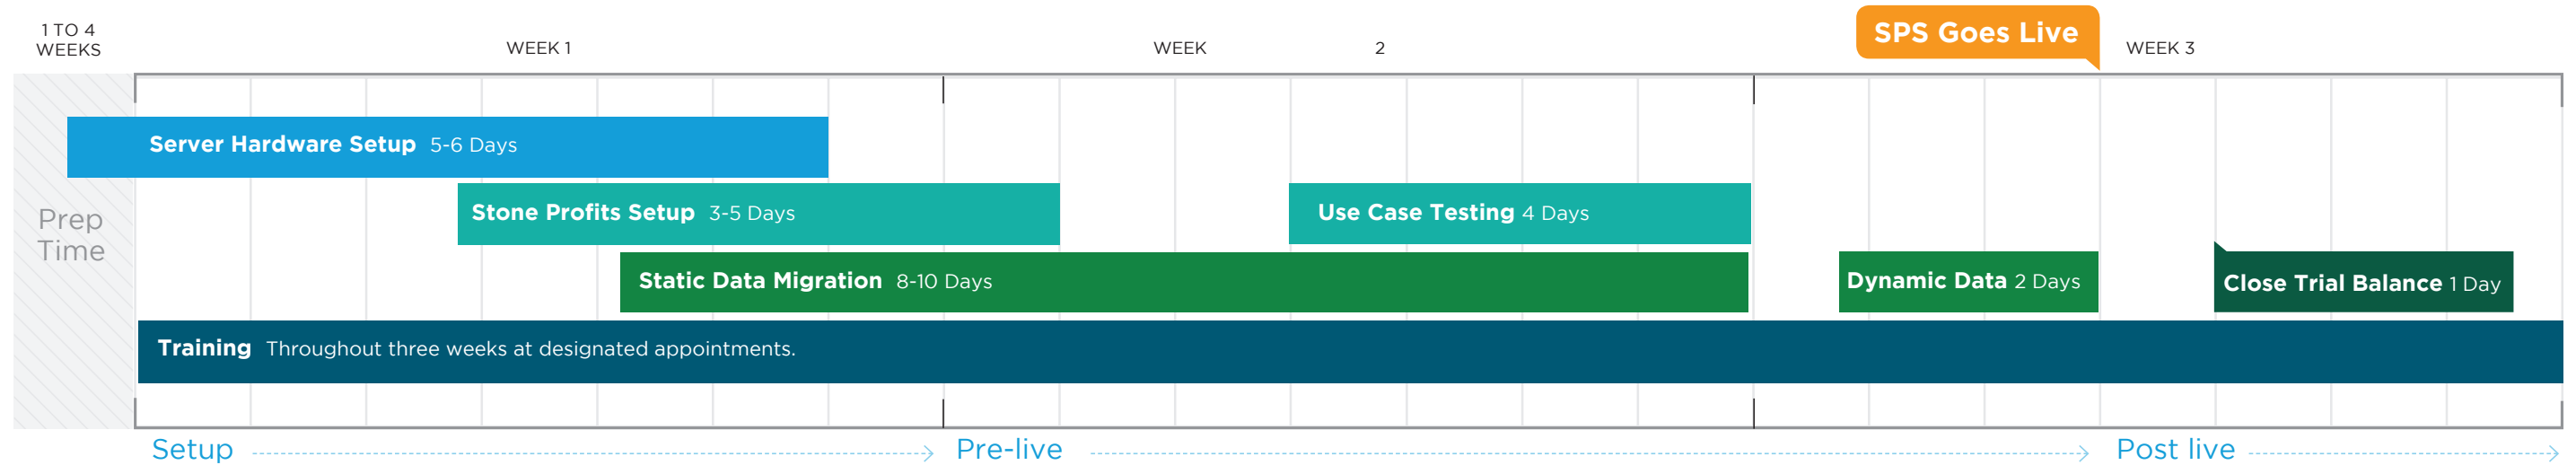 1 TO 4
WEEKS
WEEK 1
WEEK 2
SPS Goes Live
WEEK 3
Server Hardware Setup 5-6 Days
Prep
Time
Stone Profits Setup 3-5 Days
Use Case Testing 4 Days
Static Data Migration 8-10 Days
Dynamic Data 2 Days
Close Trial Balance 1 Day
Training Throughout three weeks at designated appointments.
Setup
Pre-live
Post live